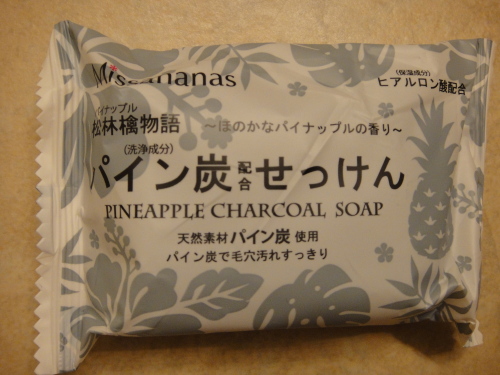 (保湿成分)
ヒアルロン酸配合
パイナップル
松林檎物語
～ほのかなパイナップルの香り～
(洗浄成分)
パイン炭配合せっけん
PINEAPPLE CHARCOAL SOAP
天然素材パイン炭 使用
パイン炭で毛穴汚れすっきり